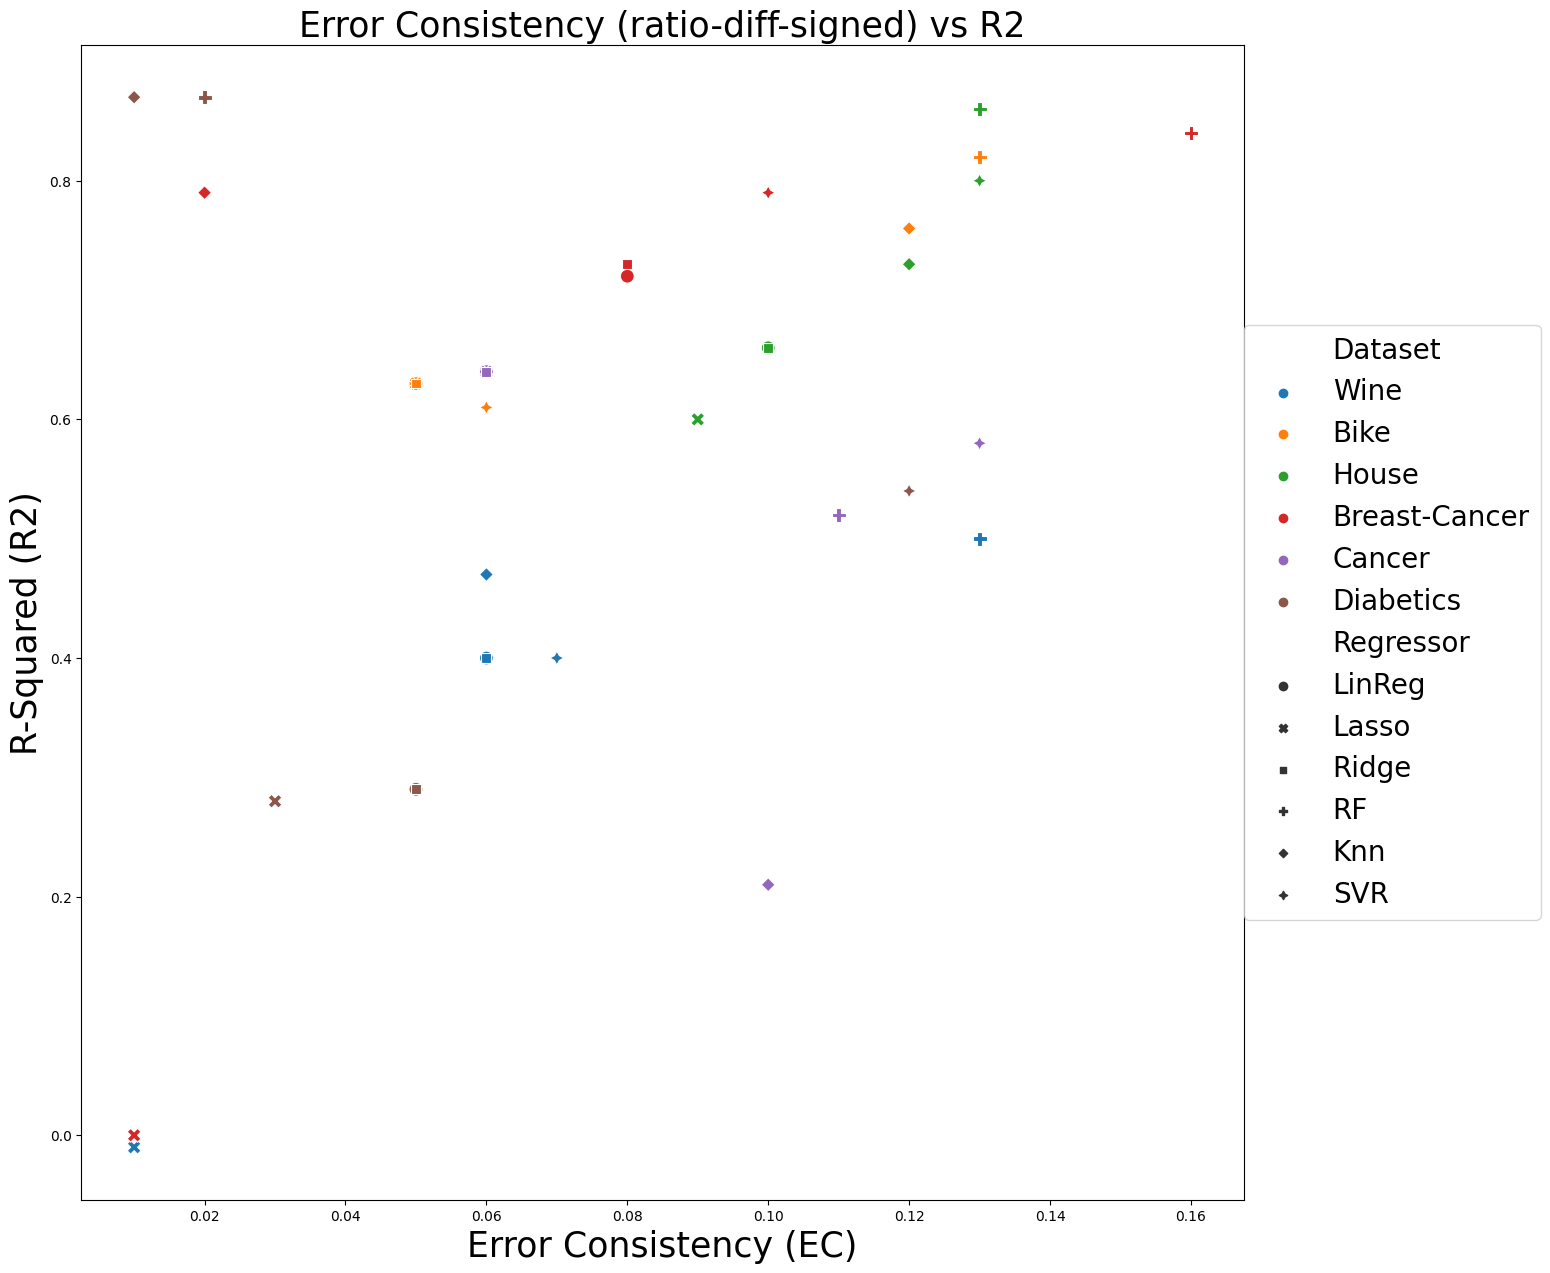 Error Consistency (ratio-diff-signed) vs R2
R-Squared (R2)
0.8
0.6
0.4
0.2
0.0
0.02 0.04 0.06 0.08 0.10 0.12 0.14 0.16
Error Consistency (EC)
Dataset
Wine
Bike
House
Breast-Cancer
Cancer
Diabetics
Regressor
LinReg
Lasso
Ridge
RF
Knn
SVR